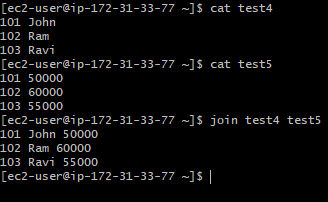 [ec2-user@ip-172-31-33-77 ~]$ cat test4
101 John
102 Ram
103 Ravi
[ec2-user@ip-172-31-33-77 ~]$ cat test5
101 50000
102 60000
103 55000
[ec2-user@ip-172-31-33-77 ~]$ join test4 test5
101 John 50000
102 Ram 60000
103 Ravi 55000
[ec2-user@ip-172-31-33-77 ~]$